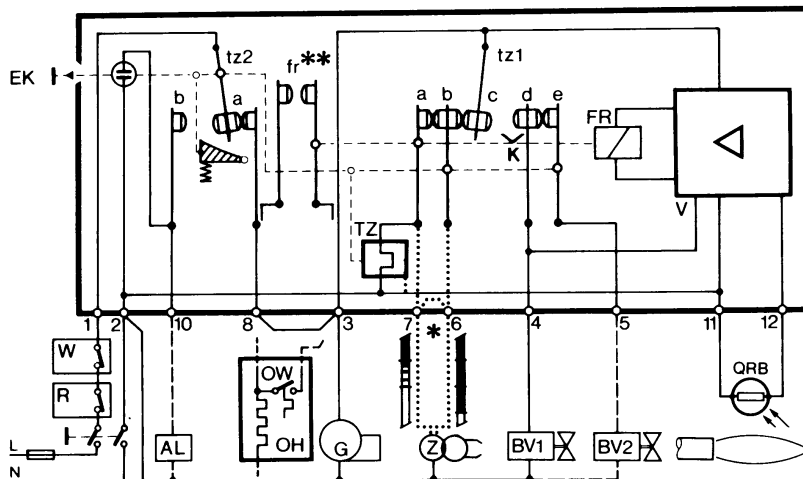 EK
tz2
fr**
tz1
b
a
a
b
c
d
e
K
FR
V
TZ
1
2
10
8
3
7
*
6
4
5
11
12
W
R
L
N
AL
OW
OH
G
Z
BV1
BV2
QRB